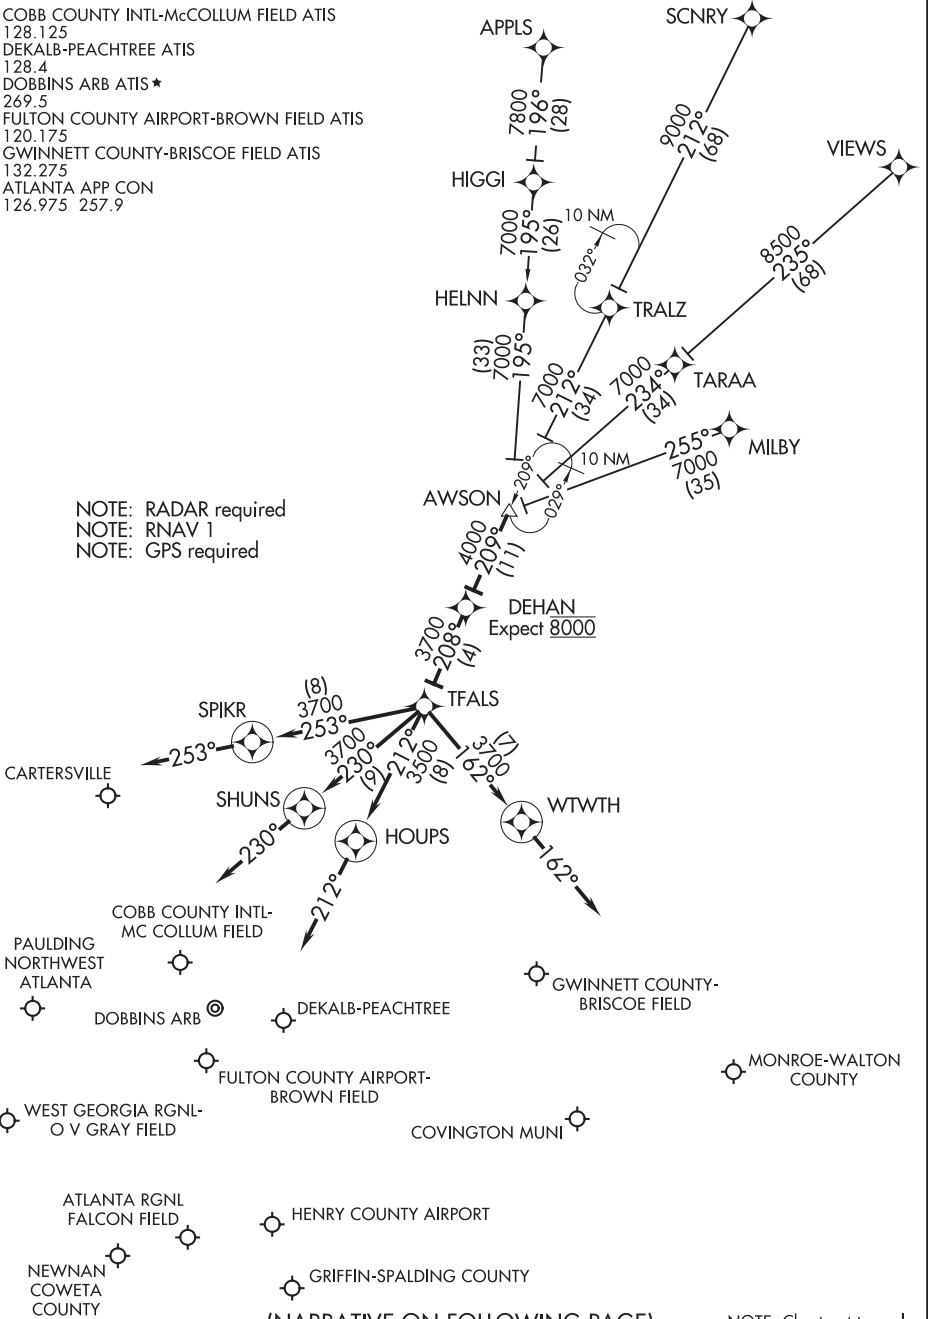 COBB COUNTY INTL-McCOLLUM FIELD ATIS
128.125
DEKALB-PEACHTREE ATIS
128.4
DOBBINS ARB ATIS★
269.5
FULTON COUNTY AIRPORT-BROWN FIELD ATIS
120.175
GWINNETT COUNTY-BRISCOE FIELD ATIS
132.275
ATLANTA APP CON
126.975 257.9
APPLS
SCNRY
7800
196°
(28)
9000
212°
(68)
VIEWS
HIGGI
7000
195°
(26)
10 NM
032°
8500
235°
(68)
HELNN
TRALZ
(33)
7000
195°
7000
212°
(34)
7000
234°
(34)
TARAA
MILBY
255°
7000
(35)
10 NM
209°
029°
AWSON
NOTE: RADAR required
NOTE: RNAV 1
NOTE: GPS required
4000
209°
(11)
DEHAN
Expect 8000
3700
208°
(4)
TFALS
SPIKR
(8)
3700
253°
253°
3700
230°
(9)
212°
3500
(8)
(7)
3700
162°
CARTERSVILLE
SHUNS
230°
HOUPS
212°
WTWTH
162°
COBB COUNTY INTL-
MC COLLUM FIELD
PAULDING
NORTHWEST
ATLANTA
GWINNETT COUNTY-
BRISCOE FIELD
DOBBINS ARB
DEKALB-PEACHTREE
FULTON COUNTY AIRPORT-
BROWN FIELD
MONROE-WALTON
COUNTY
WEST GEORGIA RGNL-
O V GRAY FIELD
COVINGTON MUNI
ATLANTA RGNL
FALCON FIELD
HENRY COUNTY AIRPORT
NEWNAN
COWETA
COUNTY
GRIFFIN-SPALDING COUNTY
(NARRATIVE ON FOLLOWING PAGE)
NOTE: Chart not to